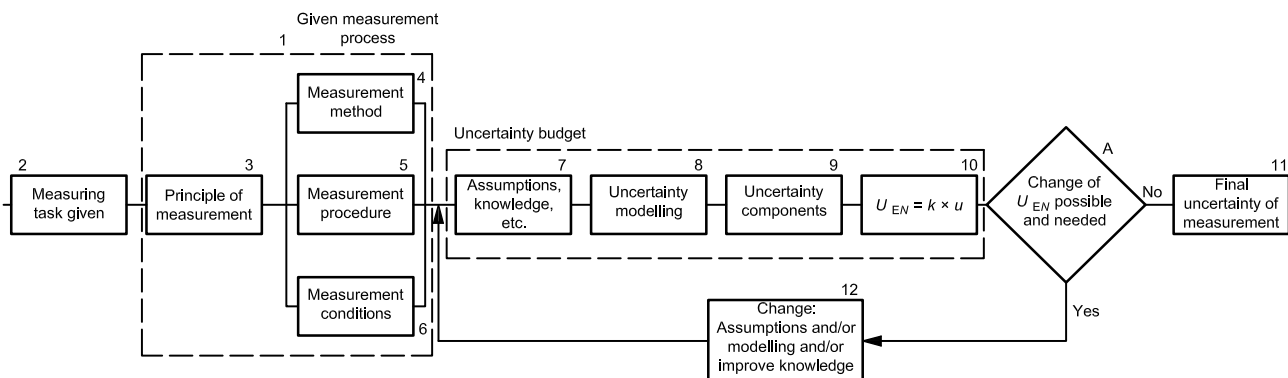 Given measurement
process
1
4
Measurement
method
Uncertainty budget
2
Measuring
task given
3
Principle of
measurement
5
Measurement
procedure
7
Assumptions,
knowledge,
etc.
8
Uncertainty
modelling
9
Uncertainty
components
10
U EN = k × u
A
Change of
U EN possible
and needed
No
11
Final
uncertainty of
measurement
Measurement
conditions
6
Yes
12
Change:
Assumptions and/or
modelling and/or
improve knowledge